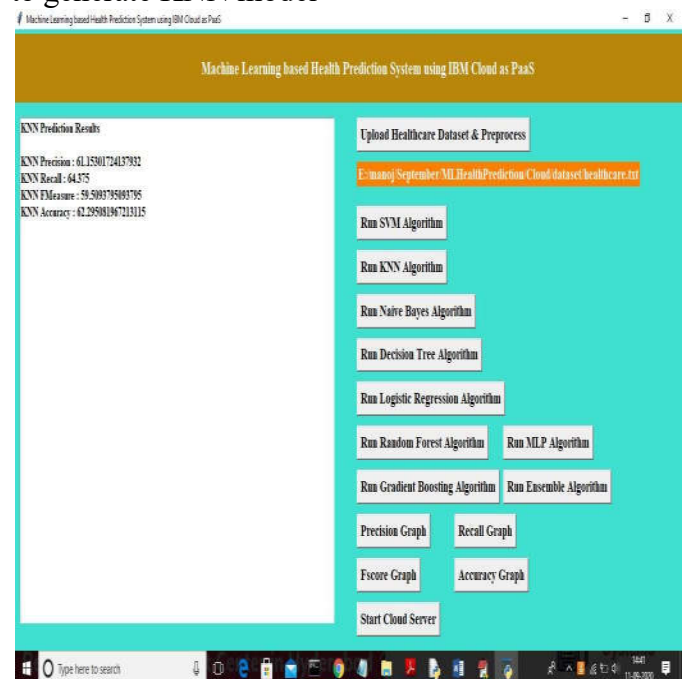 to generate KNN model
Machine Learning based Health Prediction System using IBM Cloud as PaaS
Machine Learning based Health Prediction System using IBM Cloud as PaaS
KNN Prediction Results
KNN Precision : 61.15301724137932
KNN Recall : 64.375
KNN FMeasure : 59.5093795093795
KNN Accuracy : 62.295081967213115
Upload Healthcare Dataset & Preprocess
E:/manoj/September/MLHealthPrediction/Cloud/dataset/healthcare.txt
Run SVM Algorithm
Run KNN Algorithm
Run Naive Bayes Algorithm
Run Decision Tree Algorithm
Run Logistic Regression Algorithm
Run Random Forest Algorithm
Run MLP Algorithm
Run Gradient Boosting Algorithm
Run Ensemble Algorithm
Precision Graph
Recall Graph
Fscore Graph
Accuracy Graph
Start Cloud Server
Type here to search
14:41
11-09-2020